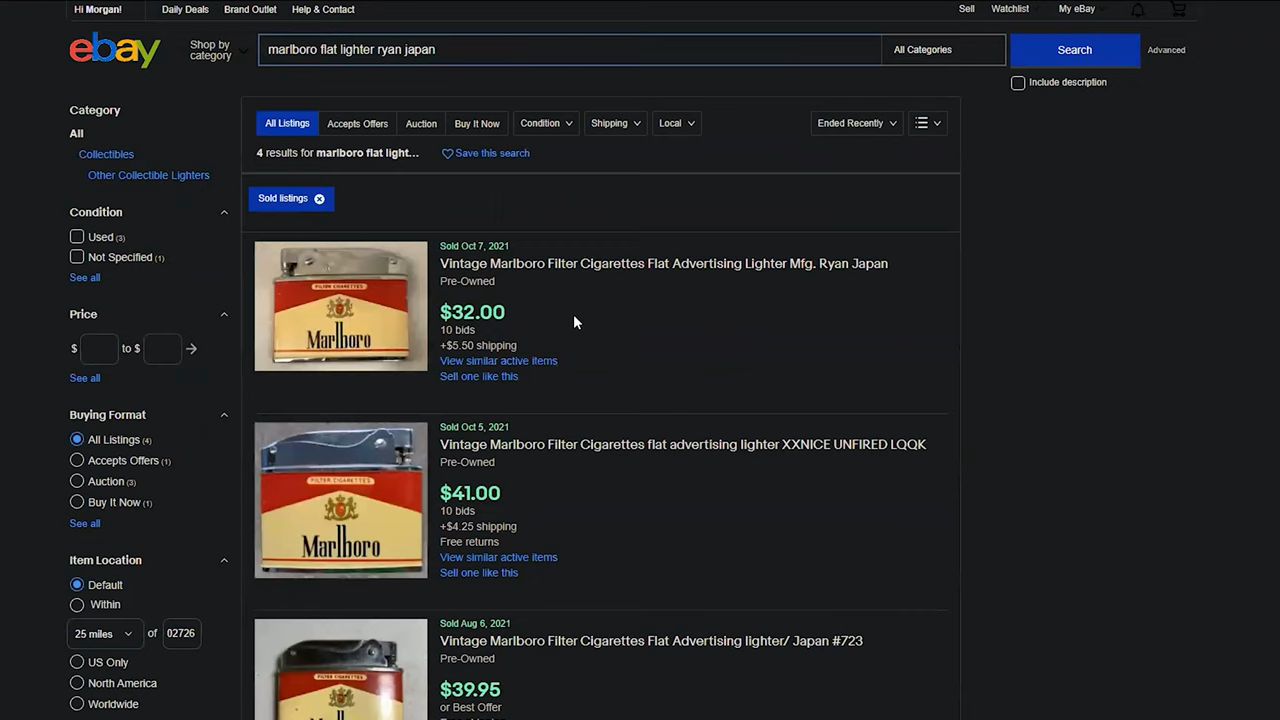 Hi Morgan!
Daily Deals
Brand Outlet
Help & Contact
Sell
Watchlist
My eBay
ebay
Shop by
category
marlboro flat lighter ryan japan
All Categories
Search
Advanced
Include description
Category
All
Collectibles
Other Collectible Lighters
Condition
Used (3)
Not Specified (1)
See all
Price
$ to $
See all
Buying Format
All Listings (4)
Accepts Offers (1)
Auction (3)
Buy It Now (1)
See all
Item Location
Default
Within
25 miles of 02726
US Only
North America
Worldwide
All Listings
Accepts Offers
Auction
Buy It Now
Condition
Shipping
Local
Ended Recently
4 results for marlboro flat light...
Save this search
Sold listings
FILTER CIGARETTES
Marlboro
Sold Oct 7, 2021
Vintage Marlboro Filter Cigarettes Flat Advertising Lighter Mfg. Ryan Japan
Pre-Owned
$32.00
10 bids
+$5.50 shipping
View similar active items
Sell one like this
FILTER CIGARETTES
Marlboro
Sold Oct 5, 2021
Vintage Marlboro Filter Cigarettes flat advertising lighter XXNICE UNFIRED LQQK
Pre-Owned
$41.00
10 bids
+$4.25 shipping
Free returns
View similar active items
Sell one like this
FILTER CIGARETTES
Sold Aug 6, 2021
Vintage Marlboro Filter Cigarettes Flat Advertising lighter/ Japan #723
Pre-Owned
$39.95
or Best Offer